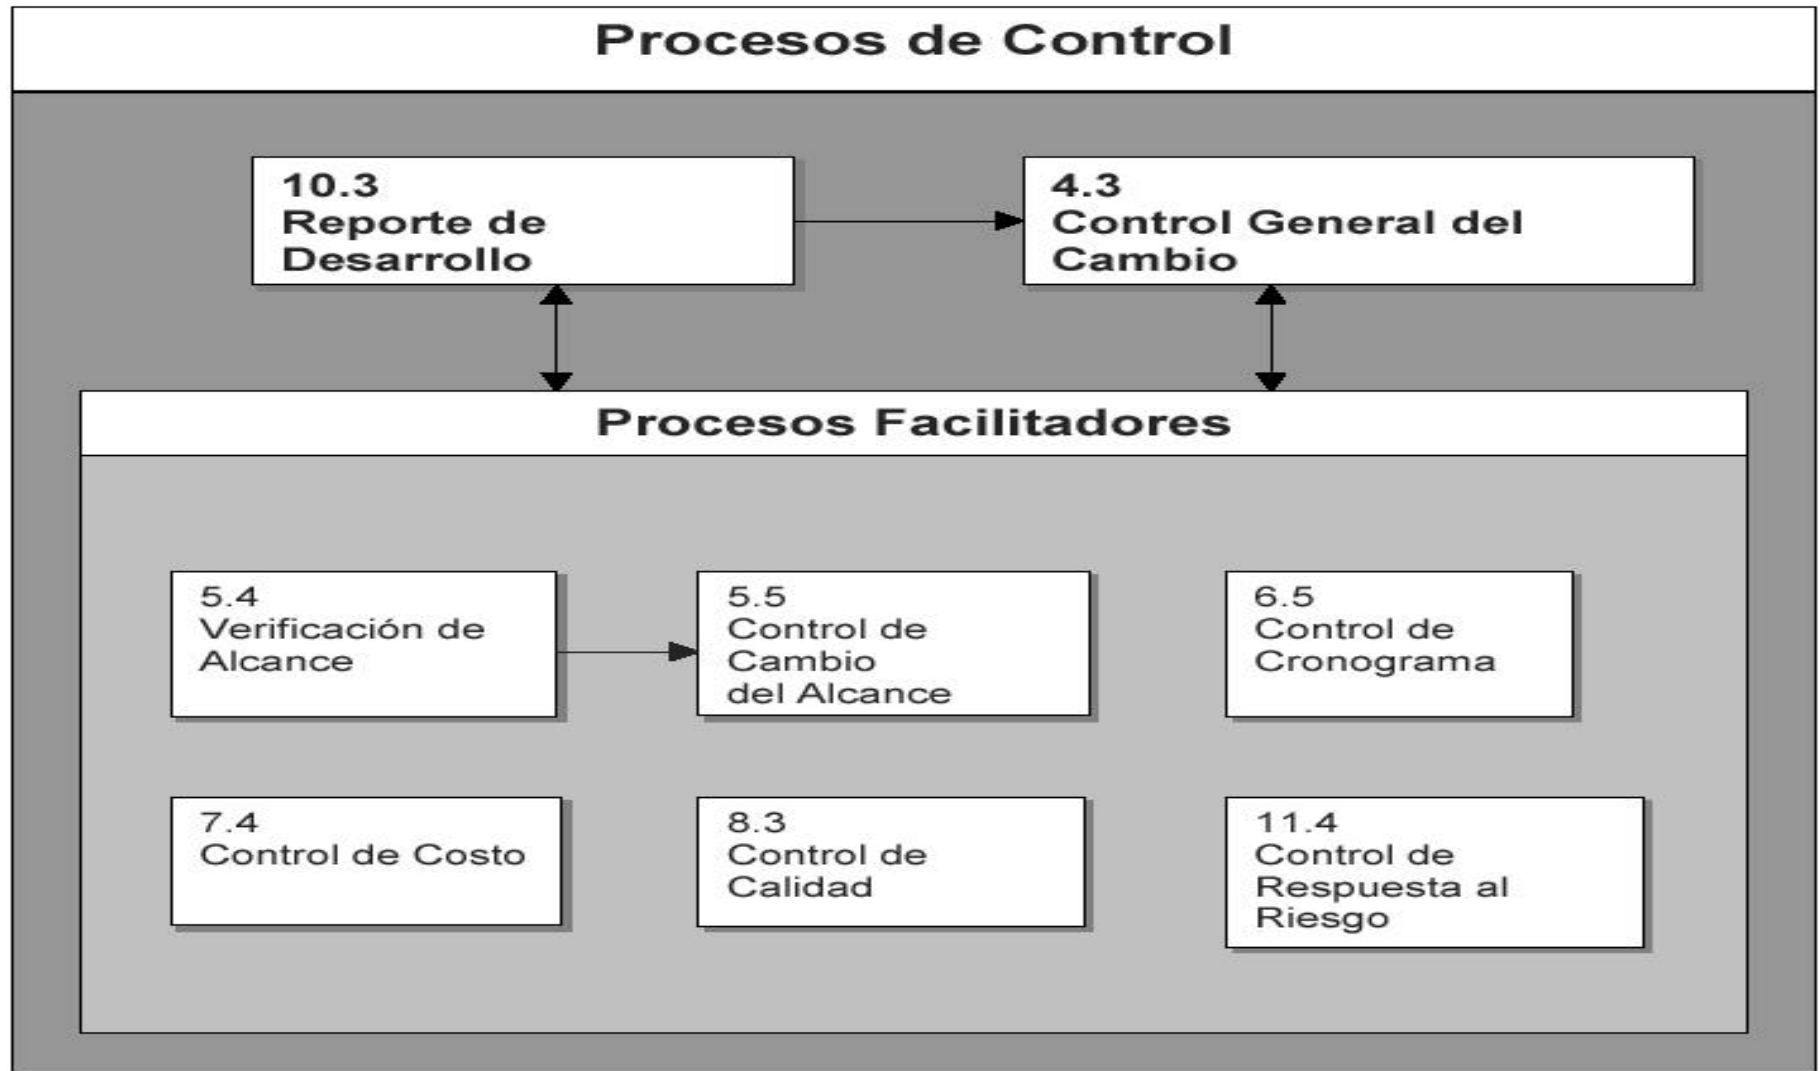 Procesos de Control
10.3
Reporte de
Desarrollo
4.3
Control General del
Cambio
Procesos Facilitadores
5.4
Verificación de
Alcance
5.5
Control de
Cambio
del Alcance
6.5
Control de
Cronograma
7.4
Control de Costo
8.3
Control de
Calidad
11.4
Control de
Respuesta al
Riesgo